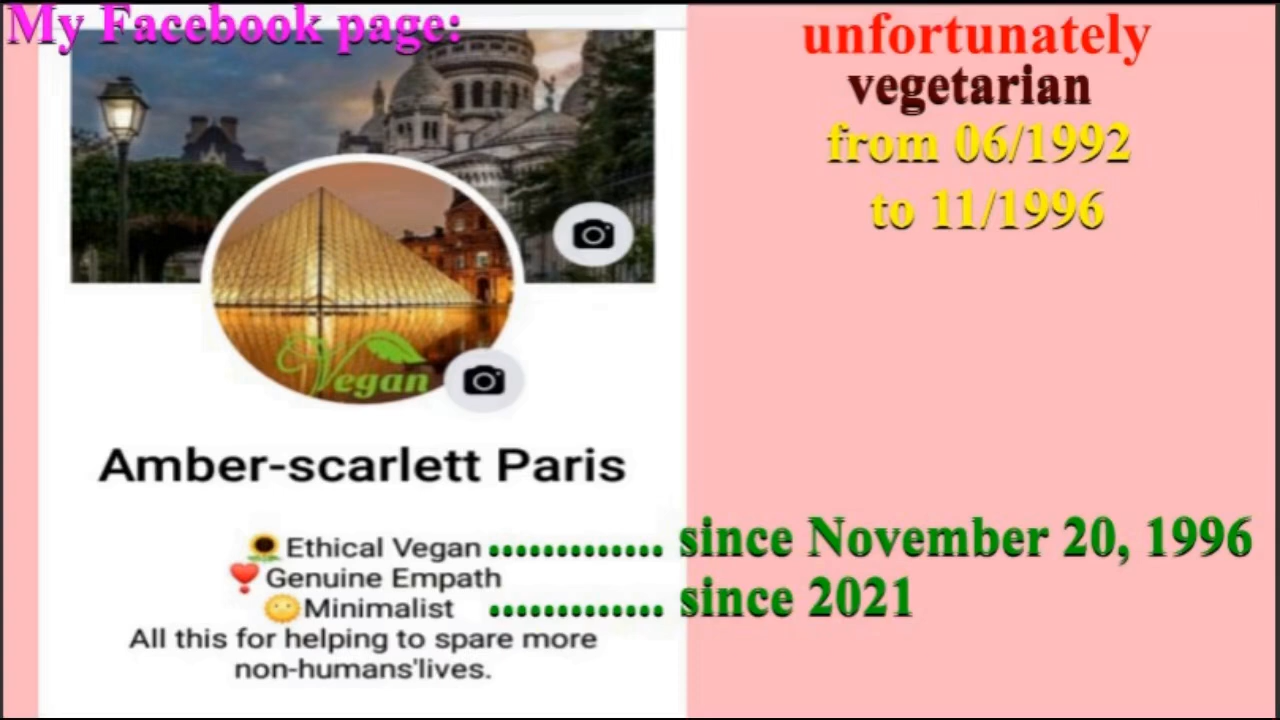 My Facebook page:
unfortunately
vegetarian
from 06/1992
to 11/1996
Vegan
Amber-scarlett Paris
🌻Ethical Vegan ............. since November 20, 1996
❣️Genuine Empath
🌝Minimalist ............. since 2021
All this for helping to spare more
non-humans'lives.